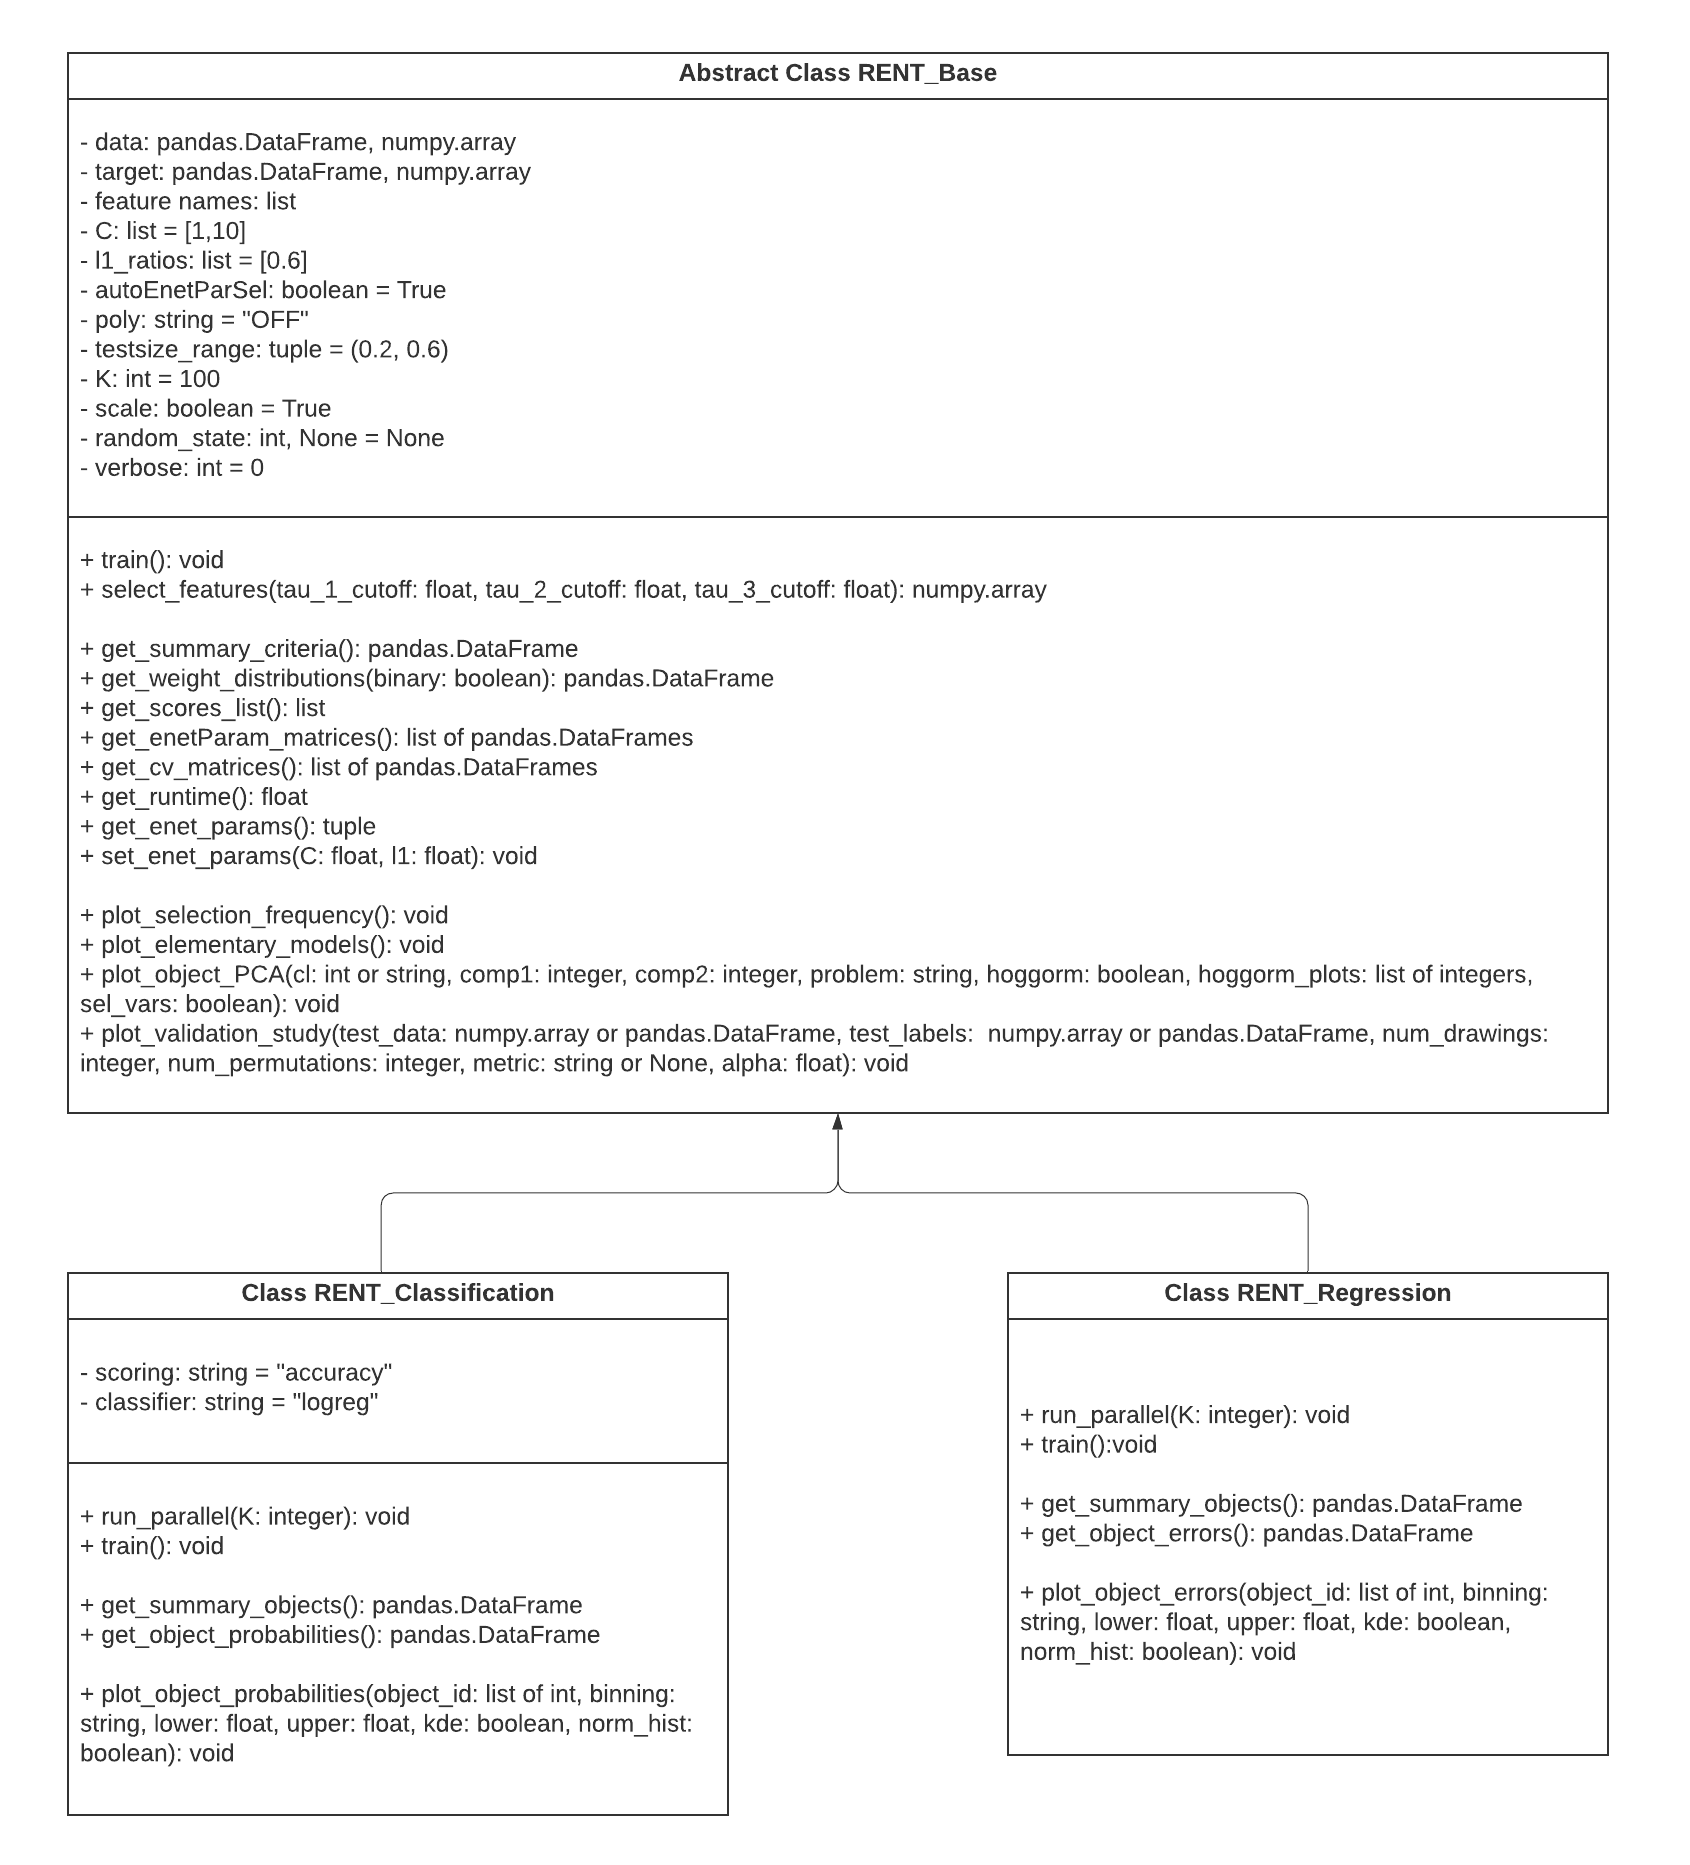 Abstract Class RENT_Base
- data: pandas.DataFrame, numpy.array
- target: pandas.DataFrame, numpy.array
- feature names: list
- C: list = [1,10]
- l1_ratios: list = [0.6]
- autoEnetParSel: boolean = True
- poly: string = "OFF"
- testsize_range: tuple = (0.2, 0.6)
- K: int = 100
- scale: boolean = True
- random_state: int, None = None
- verbose: int = 0
+ train(): void
+ select_features(tau_1_cutoff: float, tau_2_cutoff: float, tau_3_cutoff: float): numpy.array
+ get_summary_criteria(): pandas.DataFrame
+ get_weight_distributions(binary: boolean): pandas.DataFrame
+ get_scores_list(): list
+ get_enetParam_matrices(): list of pandas.DataFrames
+ get_cv_matrices(): list of pandas.DataFrames
+ get_runtime(): float
+ get_enet_params(): tuple
+ set_enet_params(C: float, l1: float): void
+ plot_selection_frequency(): void
+ plot_elementary_models(): void
+ plot_object_PCA(cl: int or string, comp1: integer, comp2: integer, problem: string, hoggorm: boolean, hoggorm_plots: list of integers,
sel_vars: boolean): void
+ plot_validation_study(test_data: numpy.array or pandas.DataFrame, test_labels:  numpy.array or pandas.DataFrame, num_drawings:
integer, num_permutations: integer, metric: string or None, alpha: float): void
Class RENT_Classification
- scoring: string = "accuracy"
- classifier: string = "logreg"
+ run_parallel(K: integer): void
+ train(): void
+ get_summary_objects(): pandas.DataFrame
+ get_object_probabilities(): pandas.DataFrame
+ plot_object_probabilities(object_id: list of int, binning:
string, lower: float, upper: float, kde: boolean, norm_hist:
boolean): void
Class RENT_Regression
+ run_parallel(K: integer): void
+ train():void
+ get_summary_objects(): pandas.DataFrame
+ get_object_errors(): pandas.DataFrame
+ plot_object_errors(object_id: list of int, binning:
string, lower: float, upper: float, kde: boolean,
norm_hist: boolean): void